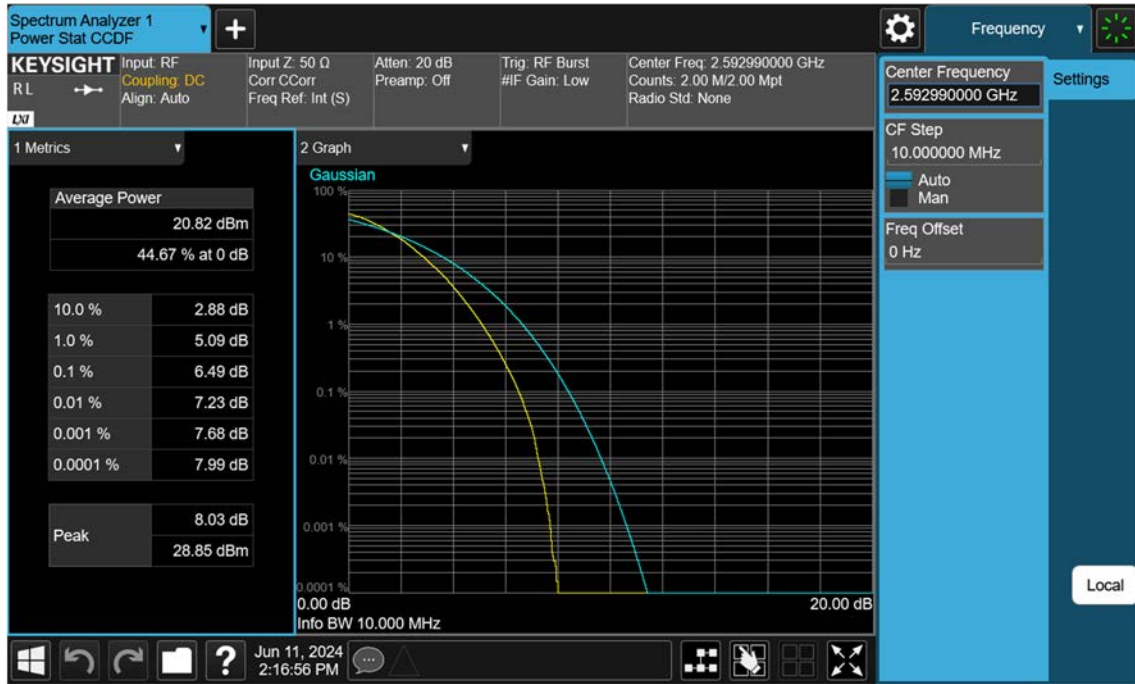 Spectrum Analyzer 1
Power Stat CCDF
+
Frequency
KEYSIGHT
RL
LXI
Input: RF
Coupling: DC
Align: Auto
Input Z: 50 Ω
Corr CCorr
Freq Ref: Int (S)
Atten: 20 dB
Preamp: Off
Trig: RF Burst
#IF Gain: Low
Center Freq: 2.592990000 GHz
Counts: 2.00 M/2.00 Mpt
Radio Std: None
Center Frequency
2.592990000 GHz
Settings
CF Step
10.000000 MHz
Auto
Man
Freq Offset
0 Hz
Local
1 Metrics
Average Power
20.82 dBm
44.67 % at 0 dB
10.0 % 2.88 dB
1.0 % 5.09 dB
0.1 % 6.49 dB
0.01 % 7.23 dB
0.001 % 7.68 dB
0.0001 % 7.99 dB
Peak
8.03 dB
28.85 dBm
2 Graph
Gaussian
100 %
10 %
1 %
0.1 %
0.01 %
0.001 %
0.0001 %
0.00 dB 20.00 dB
Info BW 10.000 MHz
?
Jun 11, 2024
2:16:56 PM